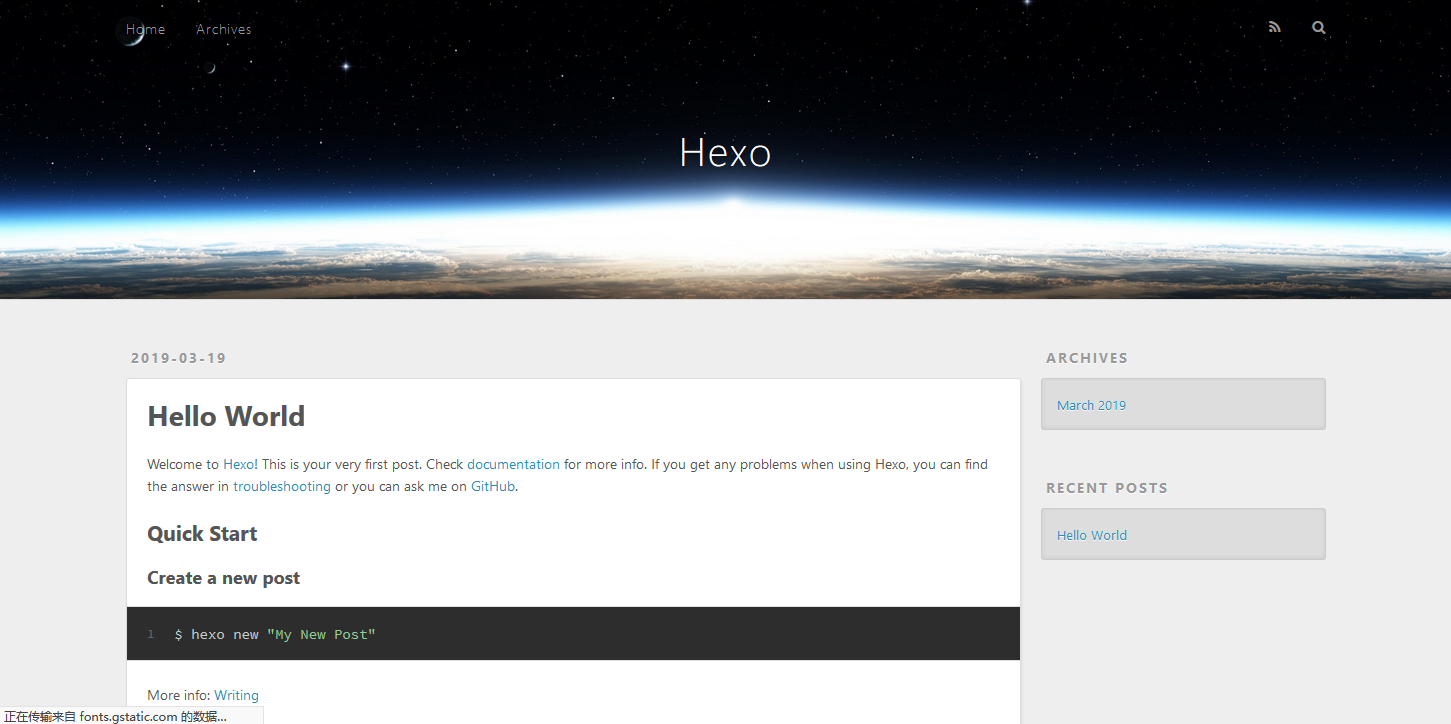 Home Archives
Hexo
2019-03-19
Hello World
Welcome to Hexo! This is your very first post. Check documentation for more info. If you get any problems when using Hexo, you can find
the answer in troubleshooting or you can ask me on GitHub.
Quick Start
Create a new post
1 $ hexo new "My New Post"
More info: Writing
ARCHIVES
March 2019
RECENT POSTS
Hello World
正在传输来自 fonts.gstatic.com 的数据...